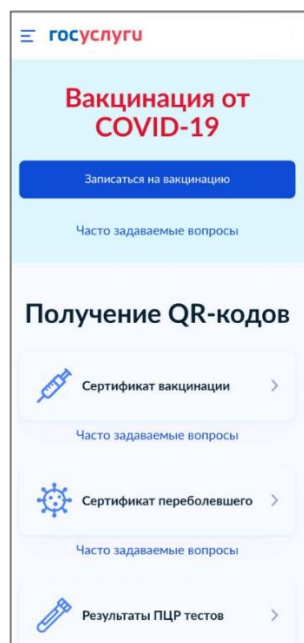 госуслуги
Вакцинация от
COVID-19
Записаться на вакцинацию
Часто задаваемые вопросы
Получение QR-кодов
Сертификат вакцинации
Часто задаваемые вопросы
Сертификат переболевшего
Часто задаваемые вопросы
Результаты ПЦР тестов